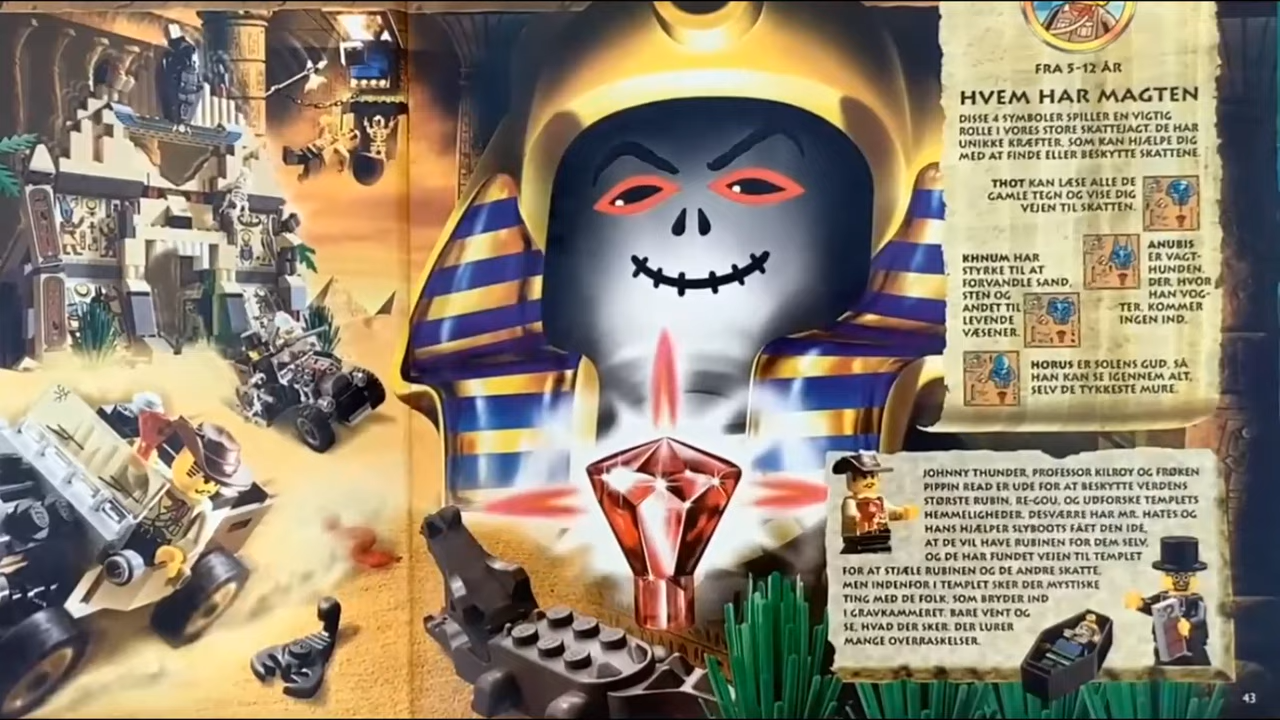 FRA 5-12 ÅR
HVEM HAR MAGTEN
DISSE 4 SYMBOLER SPILLER EN VIGTIG
ROLLE I VORES STORE SKATTEJAGT. DE HAR
UNIKKE KRÆFTER, SOM KAN HJÆLPE DIG
MED AT FINDE ELLER BESKYTTE SKATTENE.
THOT KAN LÆSE ALLE DE
GAMLE TEGN OG VISE DIG
VEJEN TIL SKATTEN.
ANUBIS
ER VAGT-
HUNDEN.
DER, HVOR
HAN VOG-
TER, KOMMER
INGEN IND.
KHNUM HAR
STYRKE TIL AT
FORVANDLE SAND,
STEN OG
ANDET TIL
LEVENDE
VÆSENER.
HORUS ER SOLENS GUD, SÅ
HAN KAN SE IGENNEM ALT,
SELV DE TYKKESTE MURE.
JOHNNY THUNDER, PROFESSOR KILROY OG FRØKEN
PIPPIN READ ER UDE FOR AT BESKYTTE VERDENS
STØRSTE RUBIN, RE-GOU, OG UDFORSKE TEMPLETS
HEMMELIGHEDER. DESVÆRRE HAR MR. HATES OG
HANS HJÆLPER SLYBOOTS FÅET DEN IDE,
AT DE VIL HAVE RUBINEN FOR DEM SELV,
OG DE HAR FUNDET VEJEN TIL TEMPLET
FOR AT STJÆLE RUBINEN OG DE ANDRE SKATTE.
MEN INDENFOR I TEMPLET SKER DER MYSTISKE
TING MED DE FOLK, SOM BRYDER IND
I GRAVKAMMERET. BARE VENT OG
SE, HVAD DER SKER. DER LURER
MANGE OVERRASKELSER.
43